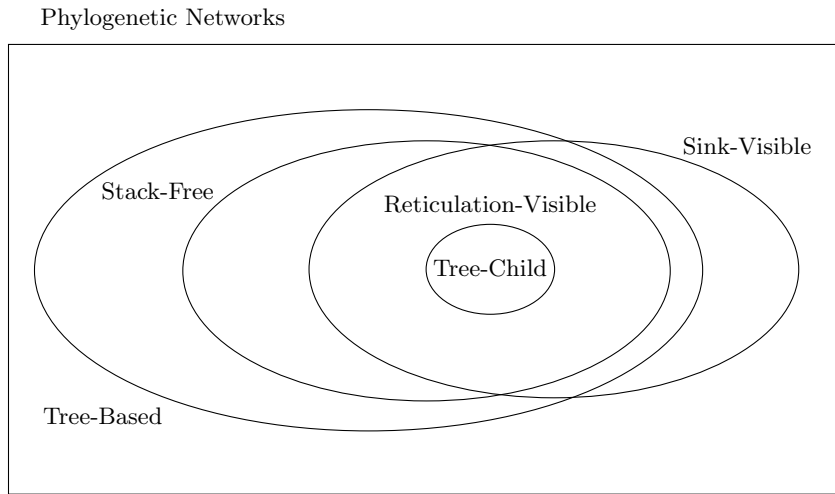 Phylogenetic Networks
Sink-Visible
Stack-Free
Reticulation-Visible
Tree-Child
Tree-Based